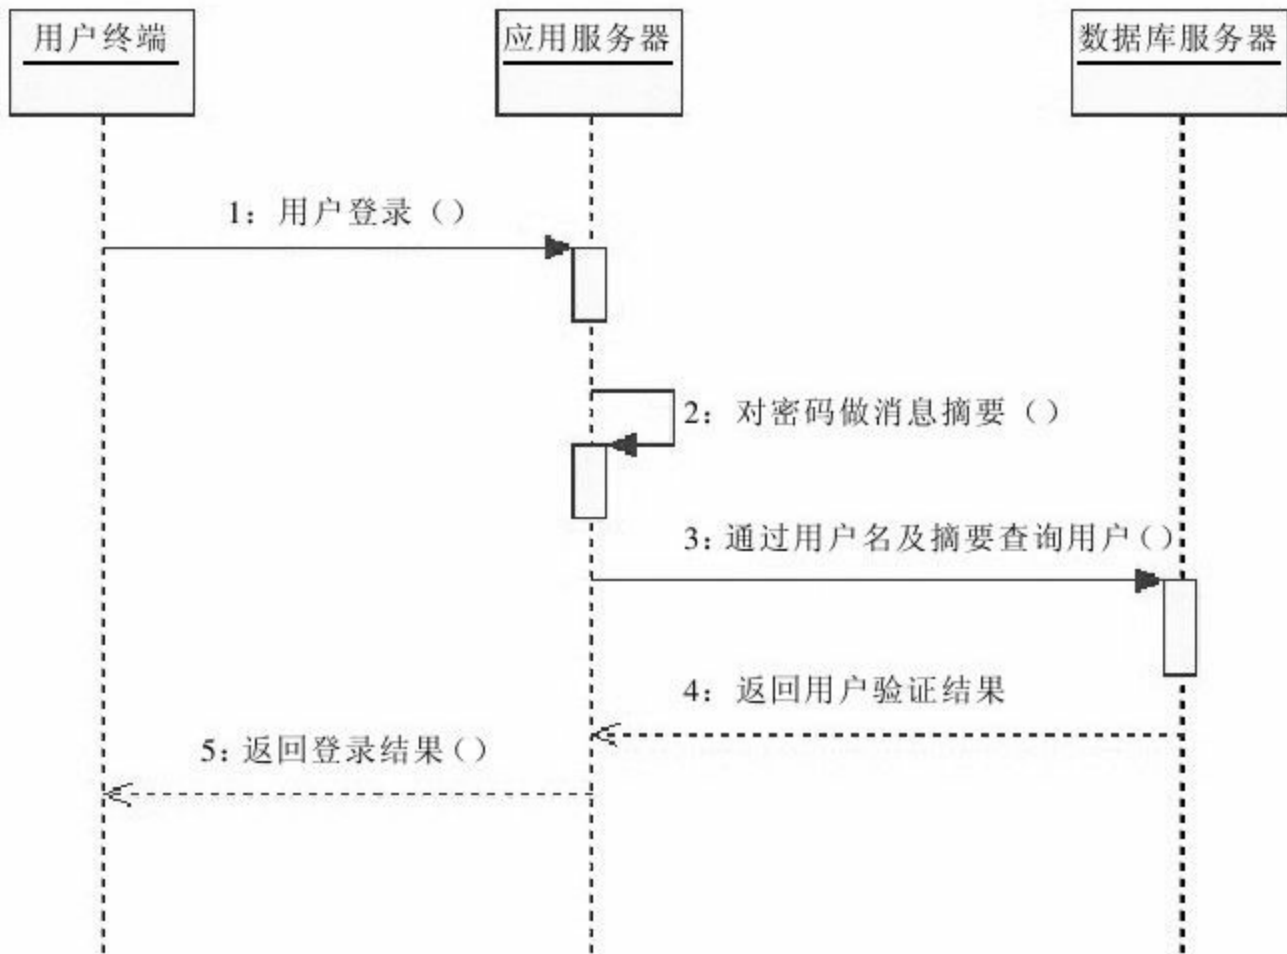 用户终端
应用服务器
数据库服务器
1：用户登录（）
2：对密码做消息摘要（）
3：通过用户名及摘要查询用户（）
4：返回用户验证结果
5：返回登录结果（）